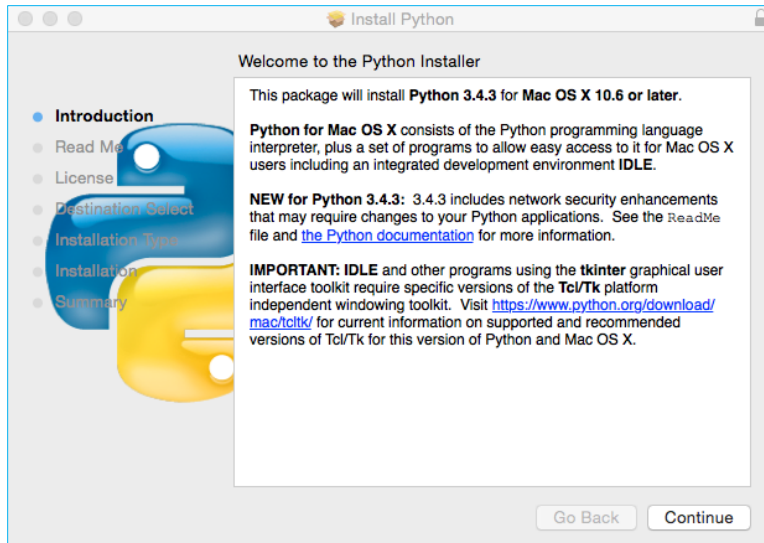 Install Python
Welcome to the Python Installer
Introduction
Read Me
License
Destination Select
Installation Type
Installation
Summary
This package will install Python 3.4.3 for Mac OS X 10.6 or later.
Python for Mac OS X consists of the Python programming language
interpreter, plus a set of programs to allow easy access to it for Mac OS X
users including an integrated development environment IDLE.
NEW for Python 3.4.3: 3.4.3 includes network security enhancements
that may require changes to your Python applications. See the ReadMe
file and the Python documentation for more information.
IMPORTANT: IDLE and other programs using the tkinter graphical user
interface toolkit require specific versions of the Tcl/Tk platform
independent windowing toolkit. Visit https://www.python.org/download/
mac/tcltk/ for current information on supported and recommended
versions of Tcl/Tk for this version of Python and Mac OS X.
Go Back
Continue